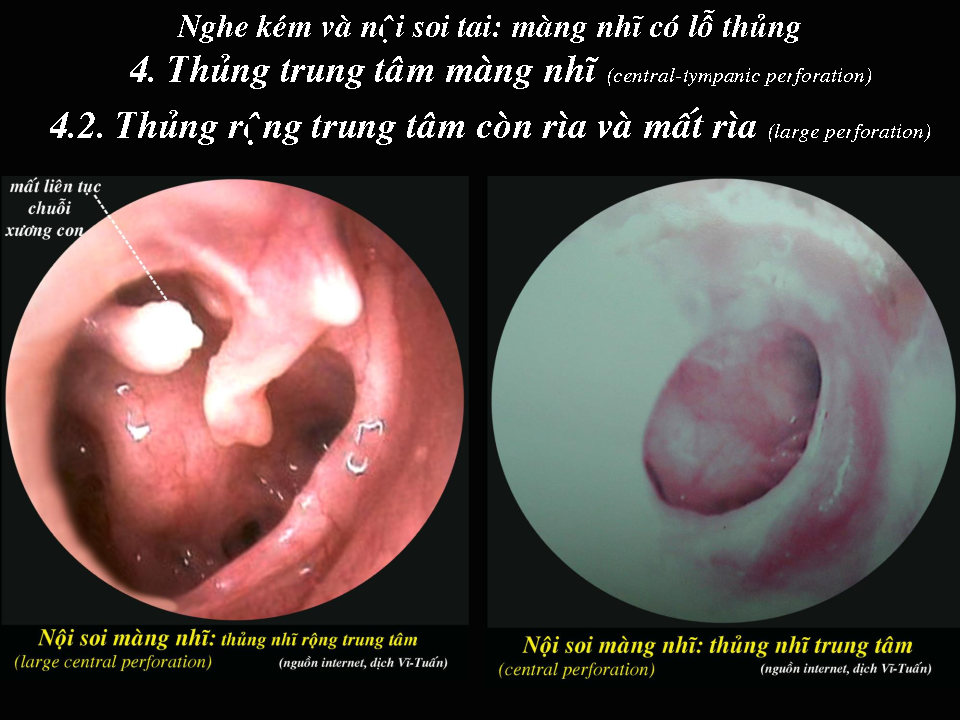 Nghe kém và nội soi tai: màng nhĩ có lỗ thủng
4. Thủng trung tâm màng nhĩ (central-tympanic perforation)
4.2. Thủng rộng trung tâm còn rìa và mất rìa (large perforation)
mất liên tục
chuỗi
xương con
Nội soi màng nhĩ: thủng nhĩ rộng trung tâm
(large central perforation) (nguồn internet, dịch Vĩ-Tuấn)
Nội soi màng nhĩ: thủng nhĩ trung tâm
(central perforation) (nguồn internet, dịch Vĩ-Tuấn)